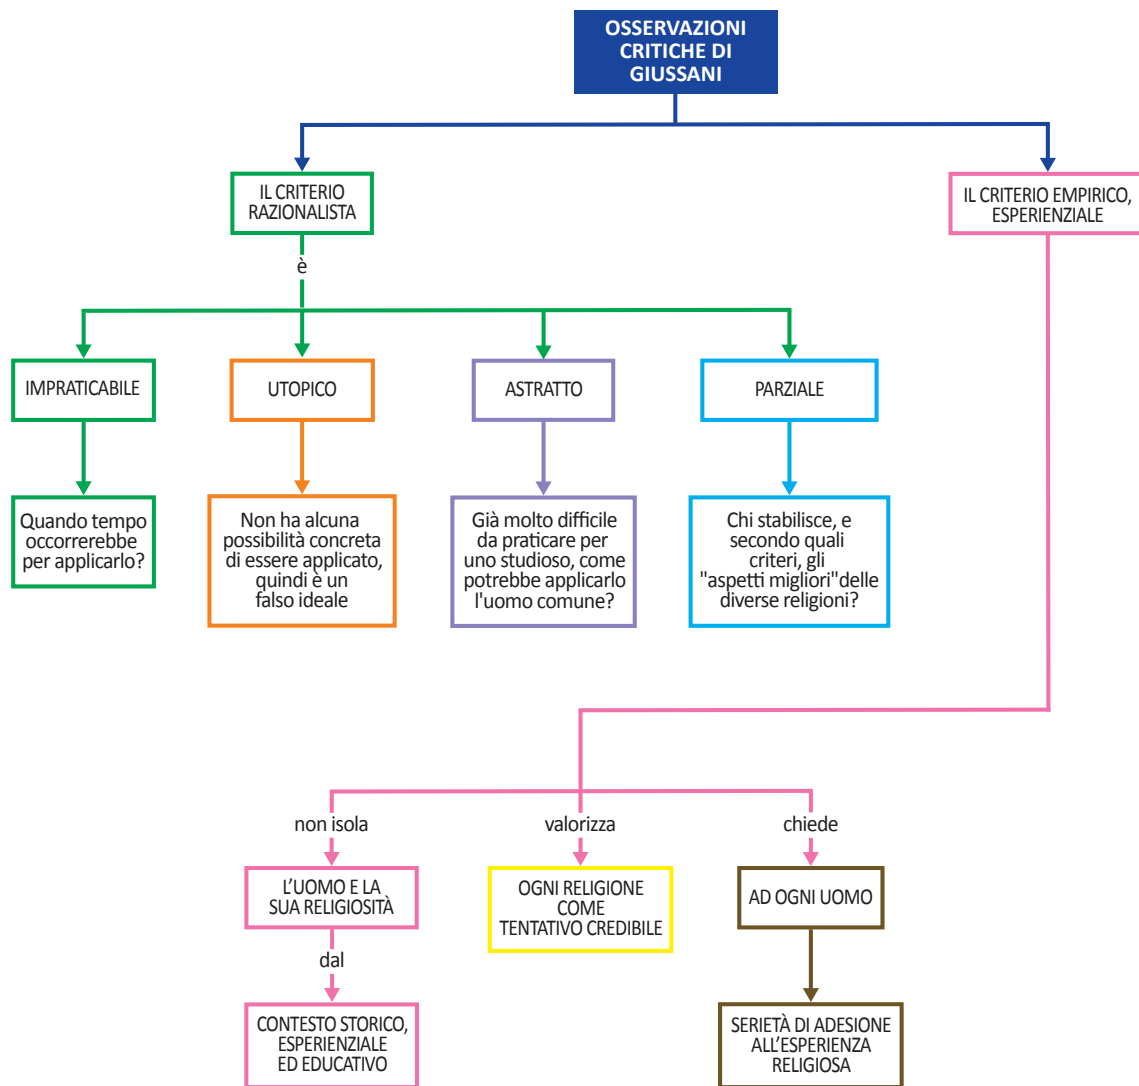 OSSERVAZIONI
CRITICHE DI
GIUSSANI
IL CRITERIO
RAZIONALISTA
IL CRITERIO EMPIRICO,
ESPERIENZIALE
è
IMPRATICABILE
UTOPICO
ASTRATTO
PARZIALE
Quando tempo
occorrerebbe
per applicarlo?
Non ha alcuna
possibilità concreta
di essere applicato,
quindi è un
falso ideale
Già molto difficile
da praticare per
uno studioso, come
potrebbe applicarlo
l'uomo comune?
Chi stabilisce, e
secondo quali
criteri, gli
"aspetti migliori"delle
diverse religioni?
non isola
valorizza
chiede
L'UOMO E LA
SUA RELIGIOSITÀ
OGNI RELIGIONE
COME
TENTATIVO CREDIBILE
AD OGNI UOMO
dal
CONTESTO STORICO,
ESPERIENZIALE
ED EDUCATIVO
SERIETÀ DI ADESIONE
ALL'ESPERIENZA
RELIGIOSA